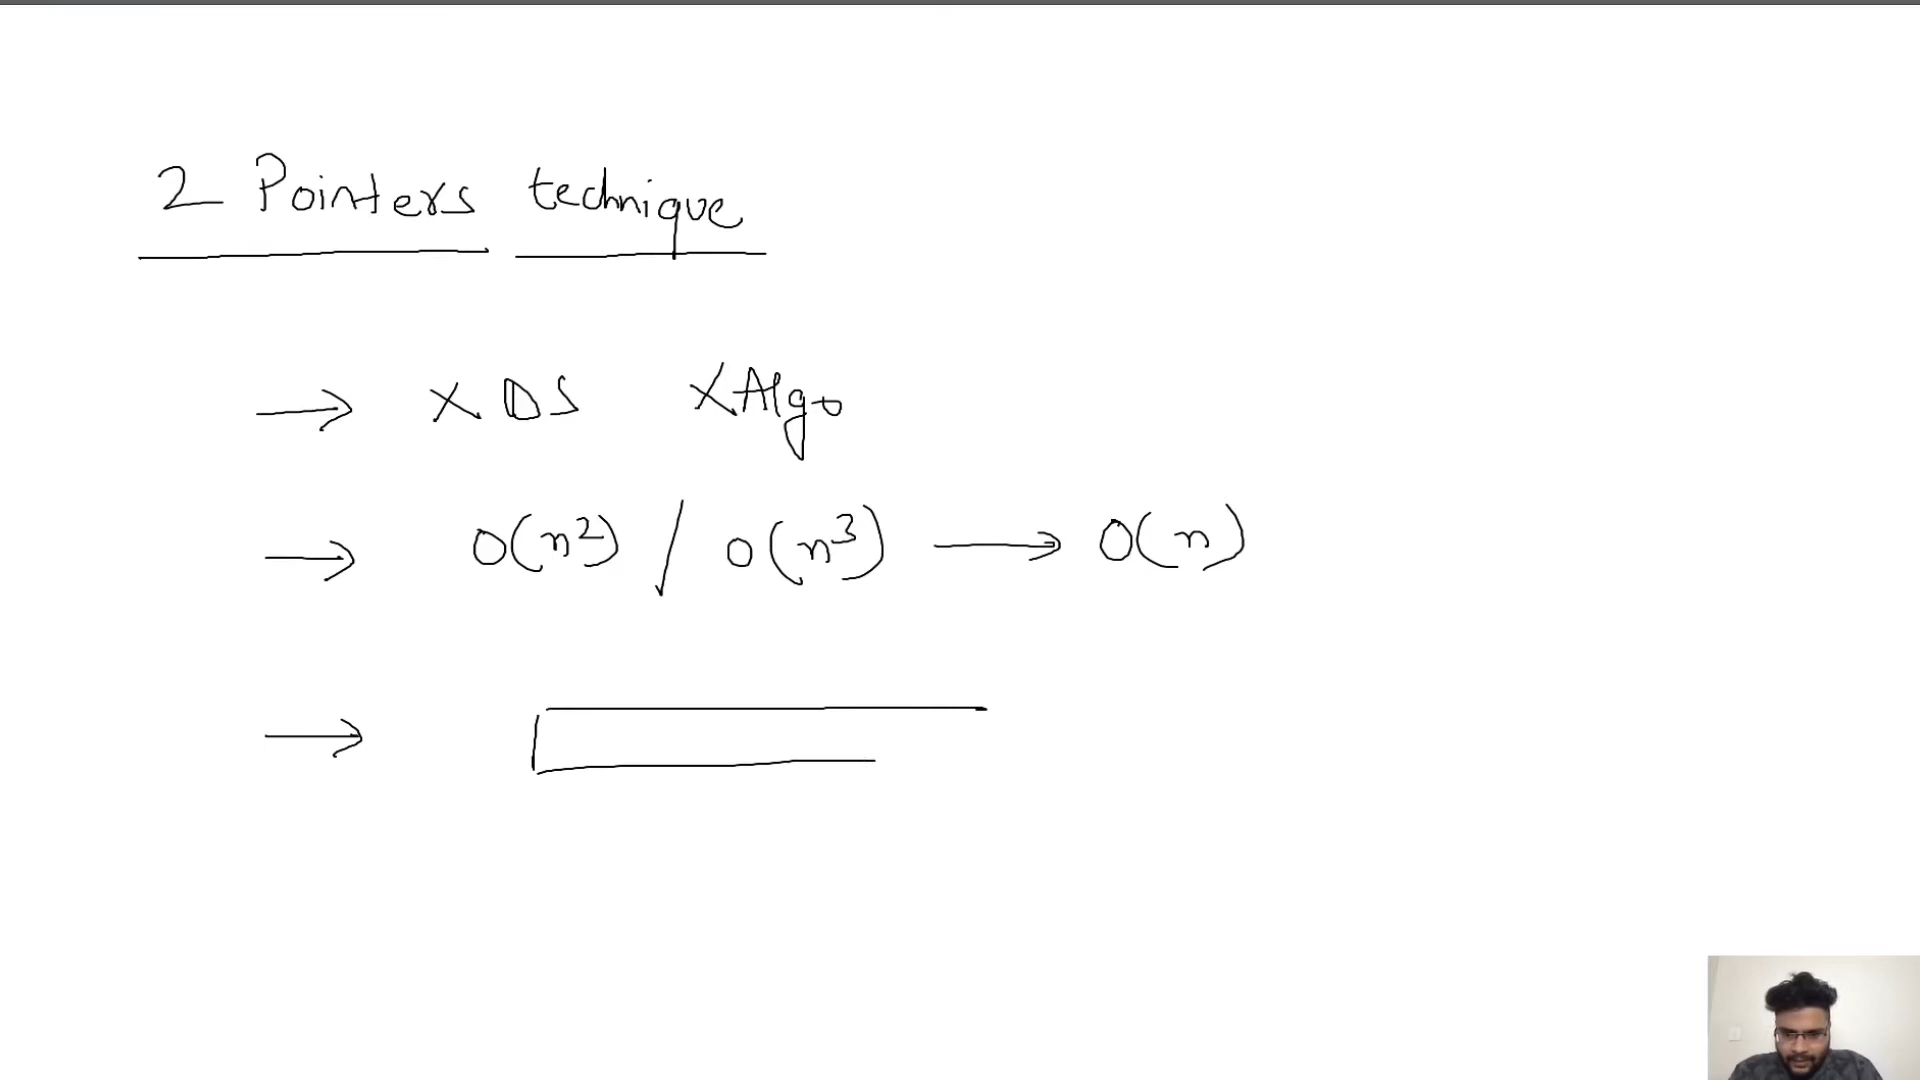 2 Pointers technique
→ X DS X Algo
→ O(n²) / O(n³) → O(n)
→